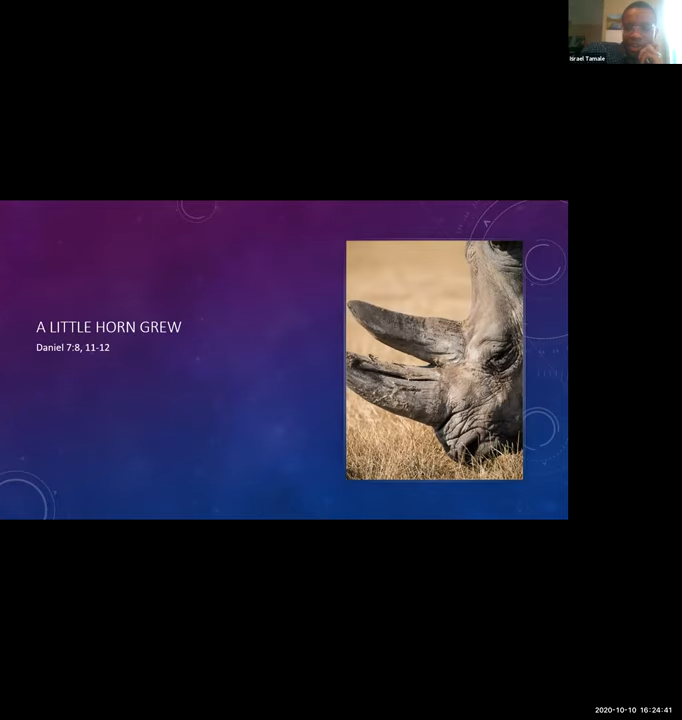 Israel Tamale
A LITTLE HORN GREW
Daniel 7:8, 11-12
2020-10-10 16:24:41